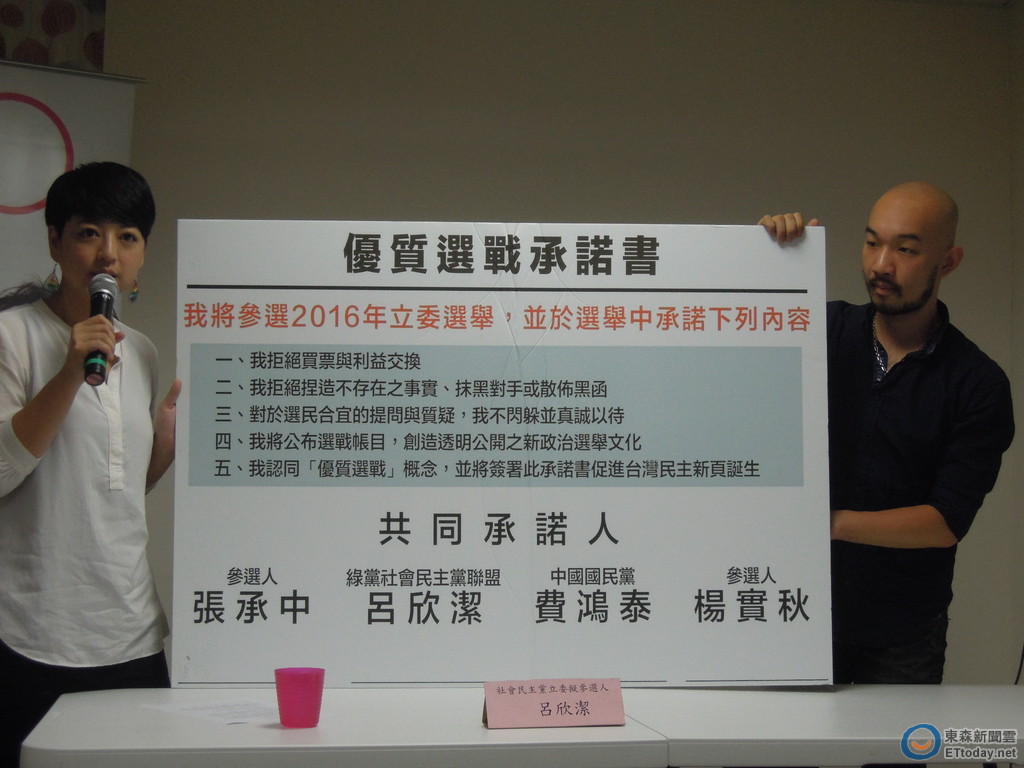 優質選戰承諾書
我將參選2016年立委選舉，並於選舉中承諾下列內容
一、我拒絕買票與利益交換
二、我拒絕捏造不存在之事實、抹黑對手或散佈黑函
三、對於選民合宜的提問與質疑，我不閃躲並真誠以待
四、我將公布選戰帳目，創造透明公開之新政治選舉文化
五、我認同「優質選戰」概念，並將簽署此承諾書促進台灣民主新頁誕生
共同承諾人
參選人 綠黨社會民主黨聯盟 中國國民黨 參選人
張承中 呂欣潔 費鴻泰 楊實秋
社會民主黨立委擬參選人
呂欣潔
東森新聞雲
ETtoday.net